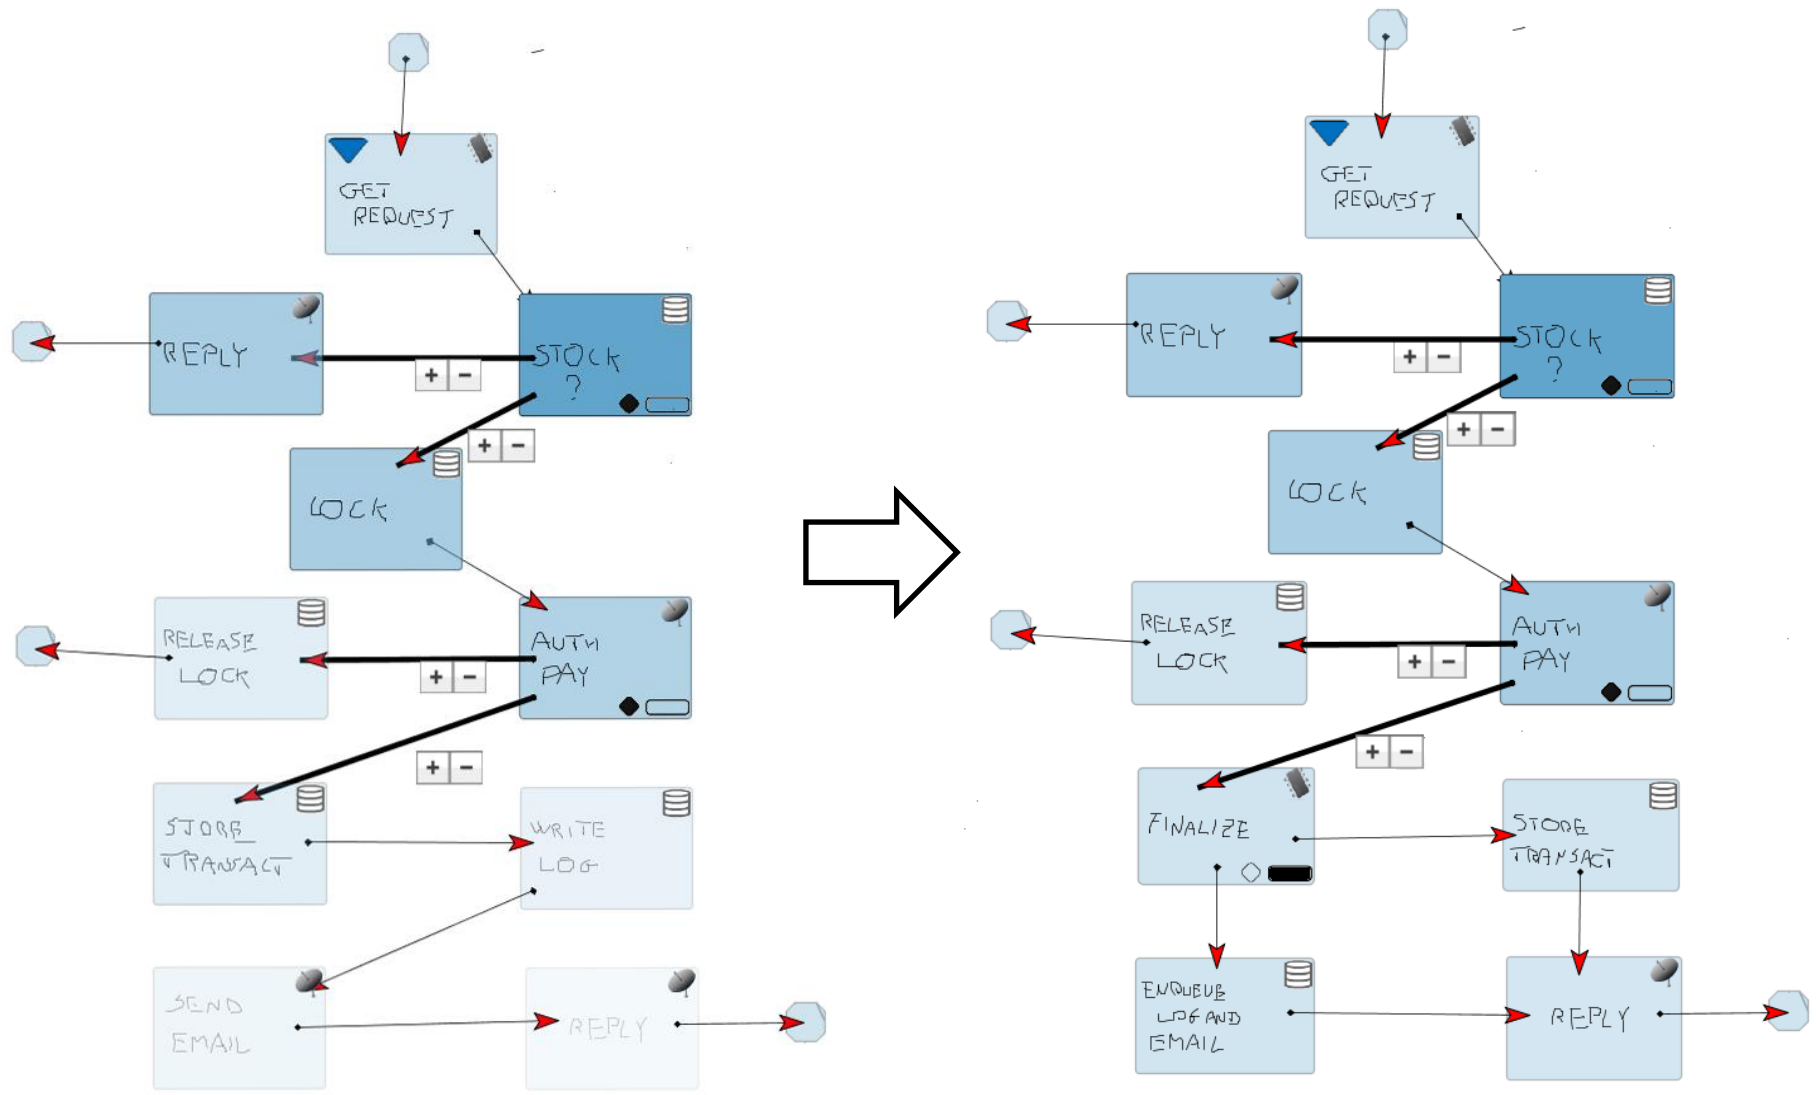 GET
REQUEST
REPLY
STOCK
?
+ -
+ -
LOCK
RELEASE
LOCK
AUTH
PAY
+ -
+ -
STORE
TRANSACT
WRITE
LOG
SEND
EMAIL
REPLY
GET
REQUEST
REPLY
STOCK
?
+ -
+ -
LOCK
RELEASE
LOCK
AUTH
PAY
+ -
+ -
FINALIZE
STORE
TRANSACT
ENQUEUE
LOG AND
EMAIL
REPLY